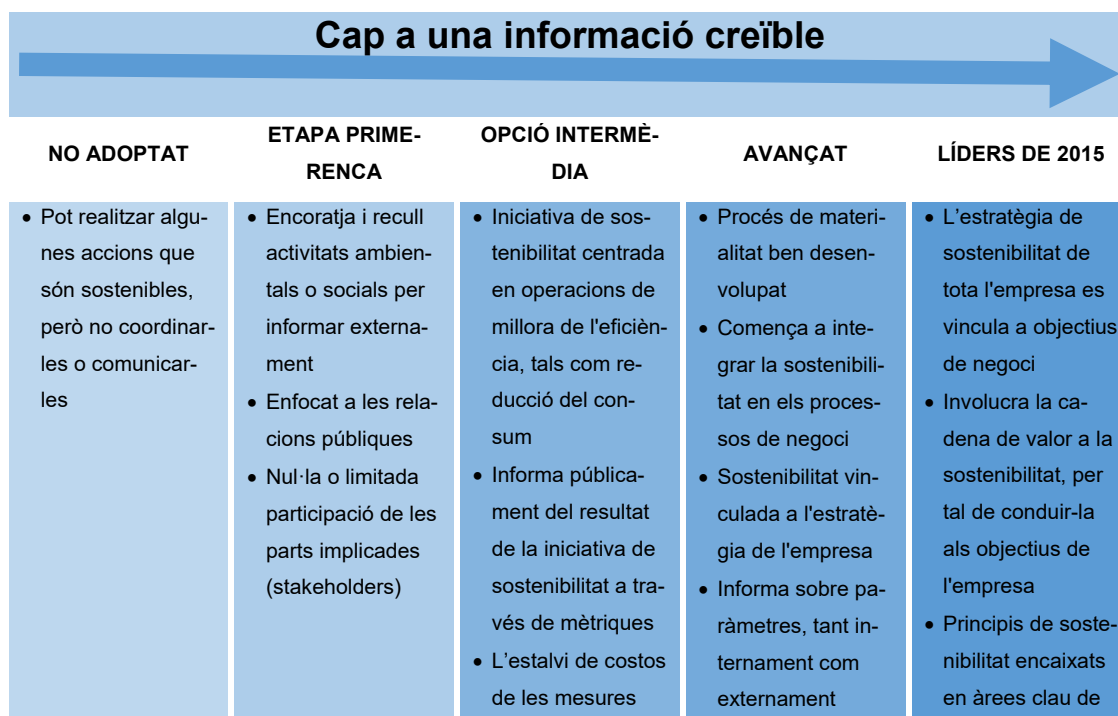 Cap a una informació creïble
NO ADOPTAT
ETAPA PRIME-
RENCA
OPCIÓ INTERMÈ-
DIA
AVANÇAT
LÍDERS DE 2015
• Pot realitzar algu-
nes accions que
són sostenibles,
però no coordinar-
les o comunicar-
les
• Encoratja i recull
activitats ambien-
tals o socials per
informar externa-
ment
• Enfocat a les rela-
cions públiques
• Nul·la o limitada
participació de les
parts implicades
(stakeholders)
• Iniciativa de sos-
tenibilitat centrada
en operacions de
millora de l'eficièn-
cia, tals com re-
ducció del con-
sum
• Informa pública-
ment del resultat
de la iniciativa de
sostenibilitat a tra-
vés de mètriques
• L'estalvi de costos
de les mesures
• Procés de materi-
alitat ben desen-
volupat
• Comença a inte-
grar la sostenibili-
tat en els proces-
sos de negoci
• Sostenibilitat vin-
culada a l'estratè-
gia de l'empresa
• Informa sobre pa-
ràmetres, tant in-
ternament com
externament
• L'estratègia de
sostenibilitat de
tota l'empresa es
vincula a objectius
de negoci
• Involucra la ca-
dena de valor a la
sostenibilitat, per
tal de conduir-la
als objectius de
l'empresa
• Principis de soste-
nibilitat encaixats
en àrees clau de